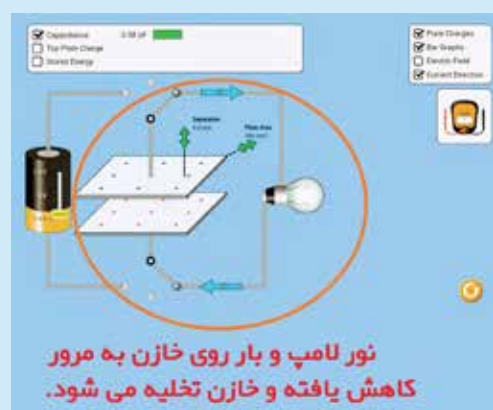 Capacitance
Top Plate Charge
Stored Energy
Plate Charges
Bar Graphs
Electric Field
Current Direction
Separation
Plate Area
نور لامپ و بار روی خازن به مرور
کاهش یافته و خازن تخلیه می شود.